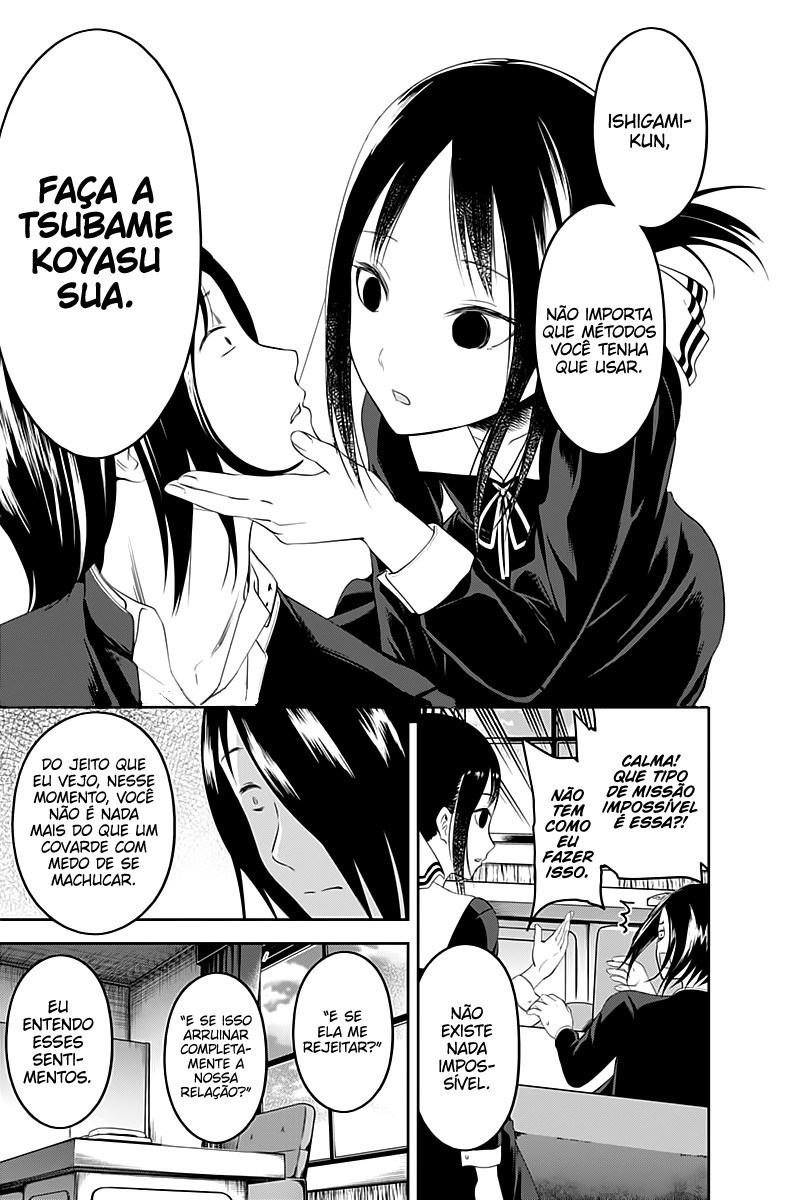 ISHIGAMI-
KUN,
NÃO IMPORTA
QUE MÉTODOS
VOCÊ TENHA
QUE USAR.
FAÇA A
TSUBAME
KOYASU
SUA.
CALMA!
QUE TIPO
DE MISSÃO
IMPOSSÍVEL
É ESSA?!
NÃO
TEM
COMO
EU
FAZER
ISSO.
NÃO
EXISTE
NADA
IMPOS-
SÍVEL.
DO JEITO QUE
EU VEJO, NESSE
MOMENTO, VOCÊ
NÃO É NADA
MAIS DO QUE UM
COVARDE COM
MEDO DE SE
MACHUCAR.
"E SE
ELA ME
REJEITAR?"
"E SE ISSO
ARRUINAR
COMPLETA-
MENTE A
NOSSA
RELAÇÃO?"
EU
ENTENDO
ESSES
SENTI-
MENTOS.